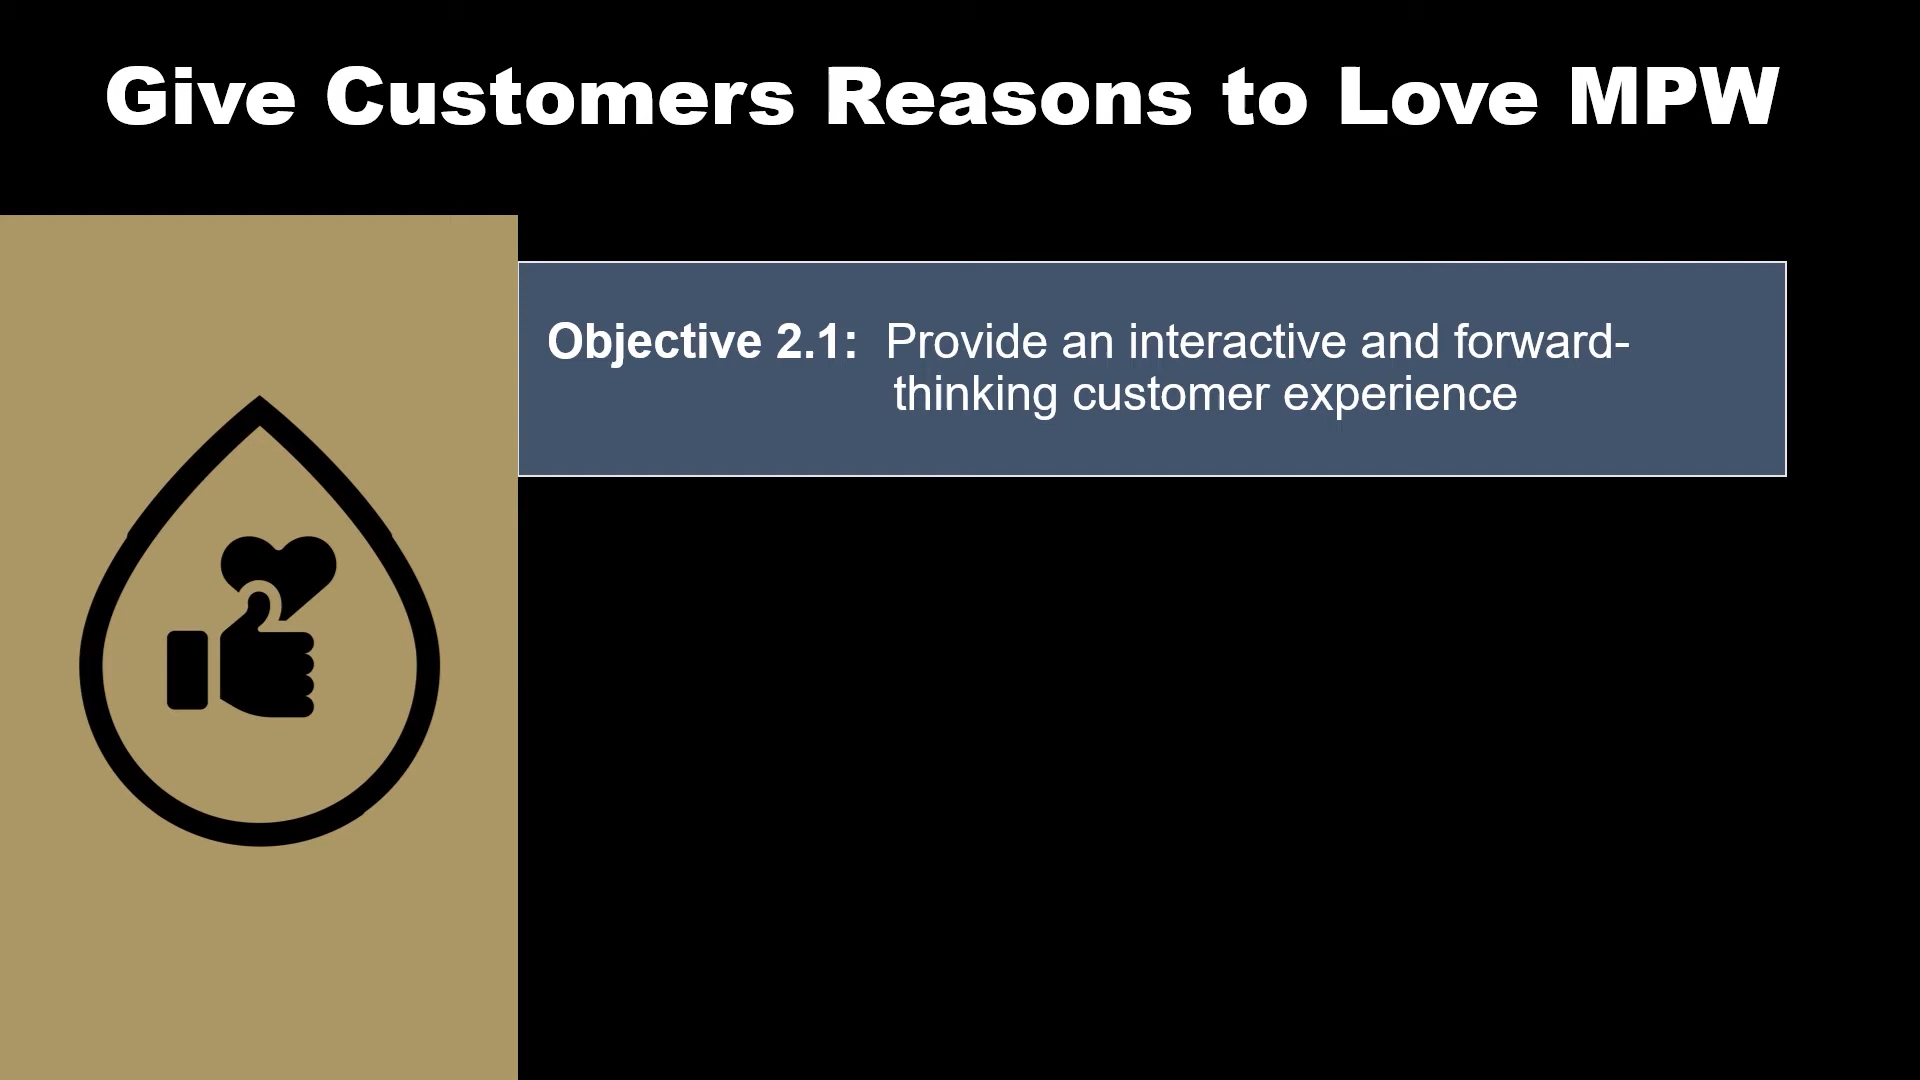 Give Customers Reasons to Love MPW
Objective 2.1: Provide an interactive and forward-
thinking customer experience